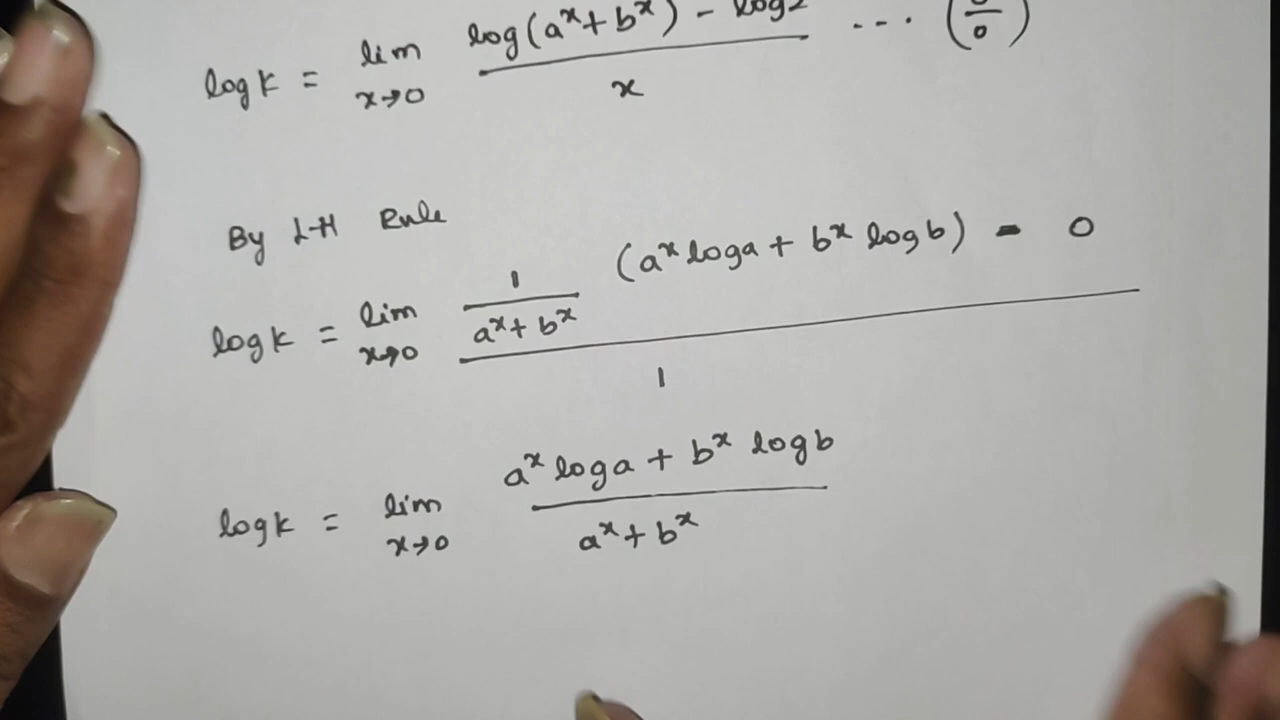 log k = lim x→0 (log(a^x + b^x) - log2) / x ... (0/0)
By L-H Rule
log k = lim x→0 (1/(a^x + b^x) (a^x log a + b^x log b) - 0) / 1
log k = lim x→0 (a^x log a + b^x log b) / (a^x + b^x)